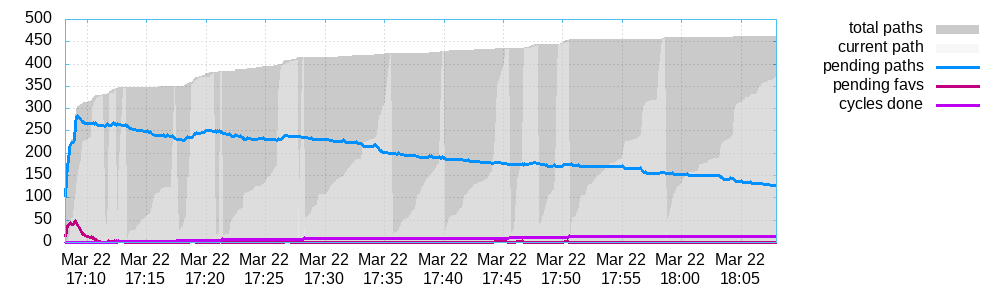 500
450
400
350
300
250
200
150
100
50
0
Mar 22 Mar 22 Mar 22 Mar 22 Mar 22 Mar 22 Mar 22 Mar 22 Mar 22 Mar 22 Mar 22 Mar 22
17:10 17:15 17:20 17:25 17:30 17:35 17:40 17:45 17:50 17:55 18:00 18:05
total paths
current path
pending paths
pending favs
cycles done